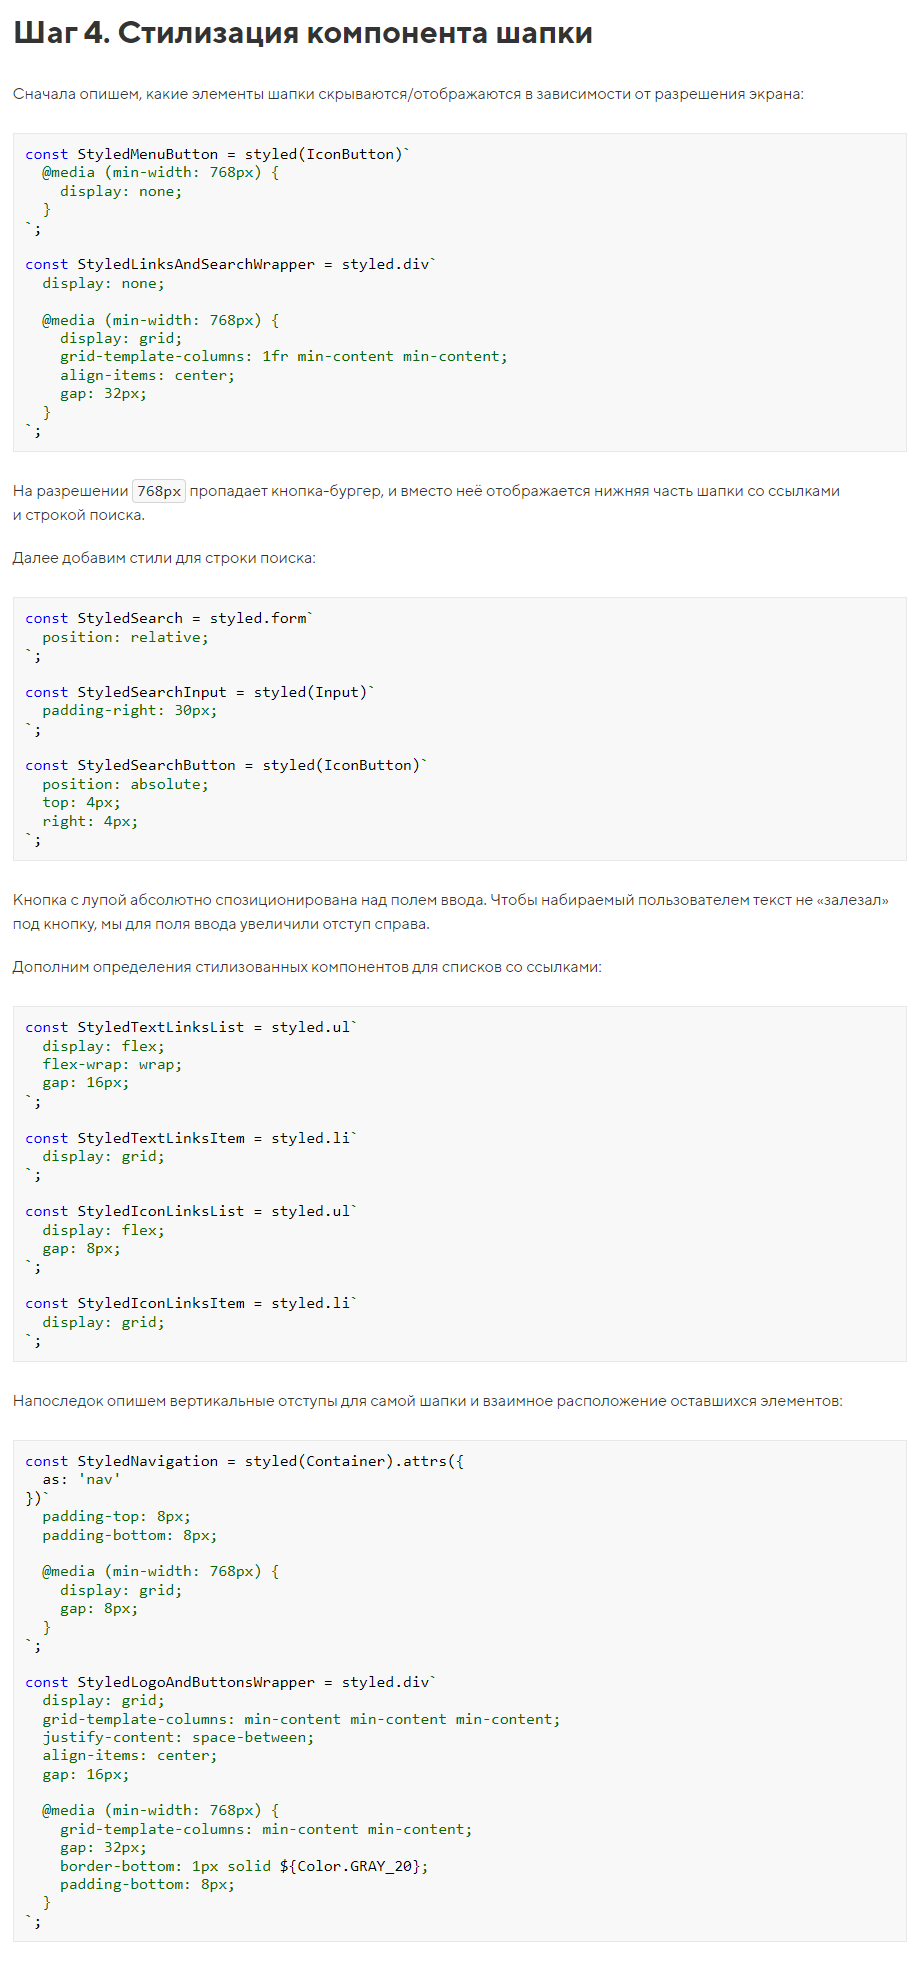 Шаг 4. Стилизация компонента шапки
Сначала опишем, какие элементы шапки скрываются/отображаются в зависимости от разрешения экрана:
const StyledMenuButton = styled(IconButton)`
  @media (min-width: 768px) {
    display: none;
  }
`;

const StyledLinksAndSearchWrapper = styled.div`
  display: none;

  @media (min-width: 768px) {
    display: grid;
    grid-template-columns: 1fr min-content min-content;
    align-items: center;
    gap: 32px;
  }
`;
На разрешении 768px пропадает кнопка-бургер, и вместо неё отображается нижняя часть шапки со ссылками
и строкой поиска.
Далее добавим стили для строки поиска:
const StyledSearch = styled.form`
  position: relative;
`;

const StyledSearchInput = styled(Input)`
  padding-right: 30px;
`;

const StyledSearchButton = styled(IconButton)`
  position: absolute;
  top: 4px;
  right: 4px;
`;
Кнопка с лупой абсолютно спозиционирована над полем ввода. Чтобы набираемый пользователем текст не «залезал»
под кнопку, мы для поля ввода увеличили отступ справа.
Дополним определения стилизованных компонентов для списков со ссылками:
const StyledTextLinksList = styled.ul`
  display: flex;
  flex-wrap: wrap;
  gap: 16px;
`;

const StyledTextLinksItem = styled.li`
  display: grid;
`;

const StyledIconLinksList = styled.ul`
  display: flex;
  gap: 8px;
`;

const StyledIconLinksItem = styled.li`
  display: grid;
`;
Напоследок опишем вертикальные отступы для самой шапки и взаимное расположение оставшихся элементов:
const StyledNavigation = styled(Container).attrs({
  as: 'nav'
})`
  padding-top: 8px;
  padding-bottom: 8px;

  @media (min-width: 768px) {
    display: grid;
    gap: 8px;
  }
`;

const StyledLogoAndButtonsWrapper = styled.div`
  display: grid;
  grid-template-columns: min-content min-content min-content;
  justify-content: space-between;
  align-items: center;
  gap: 16px;

  @media (min-width: 768px) {
    grid-template-columns: min-content min-content;
    gap: 32px;
    border-bottom: 1px solid ${Color.GRAY_20};
    padding-bottom: 8px;
  }
`;